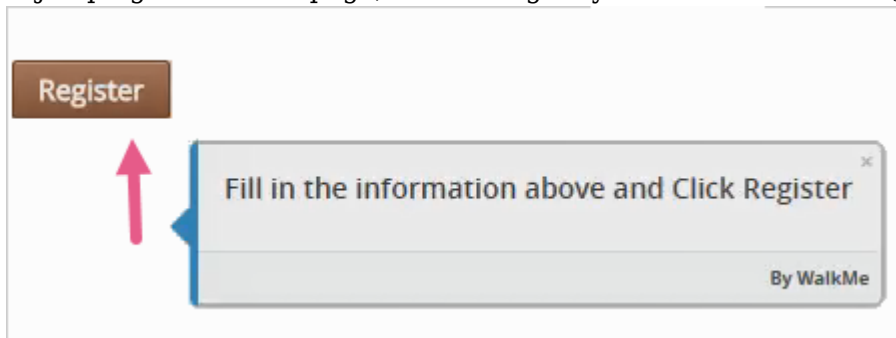 Register
Fill in the information above and Click Register
×
By WalkMe